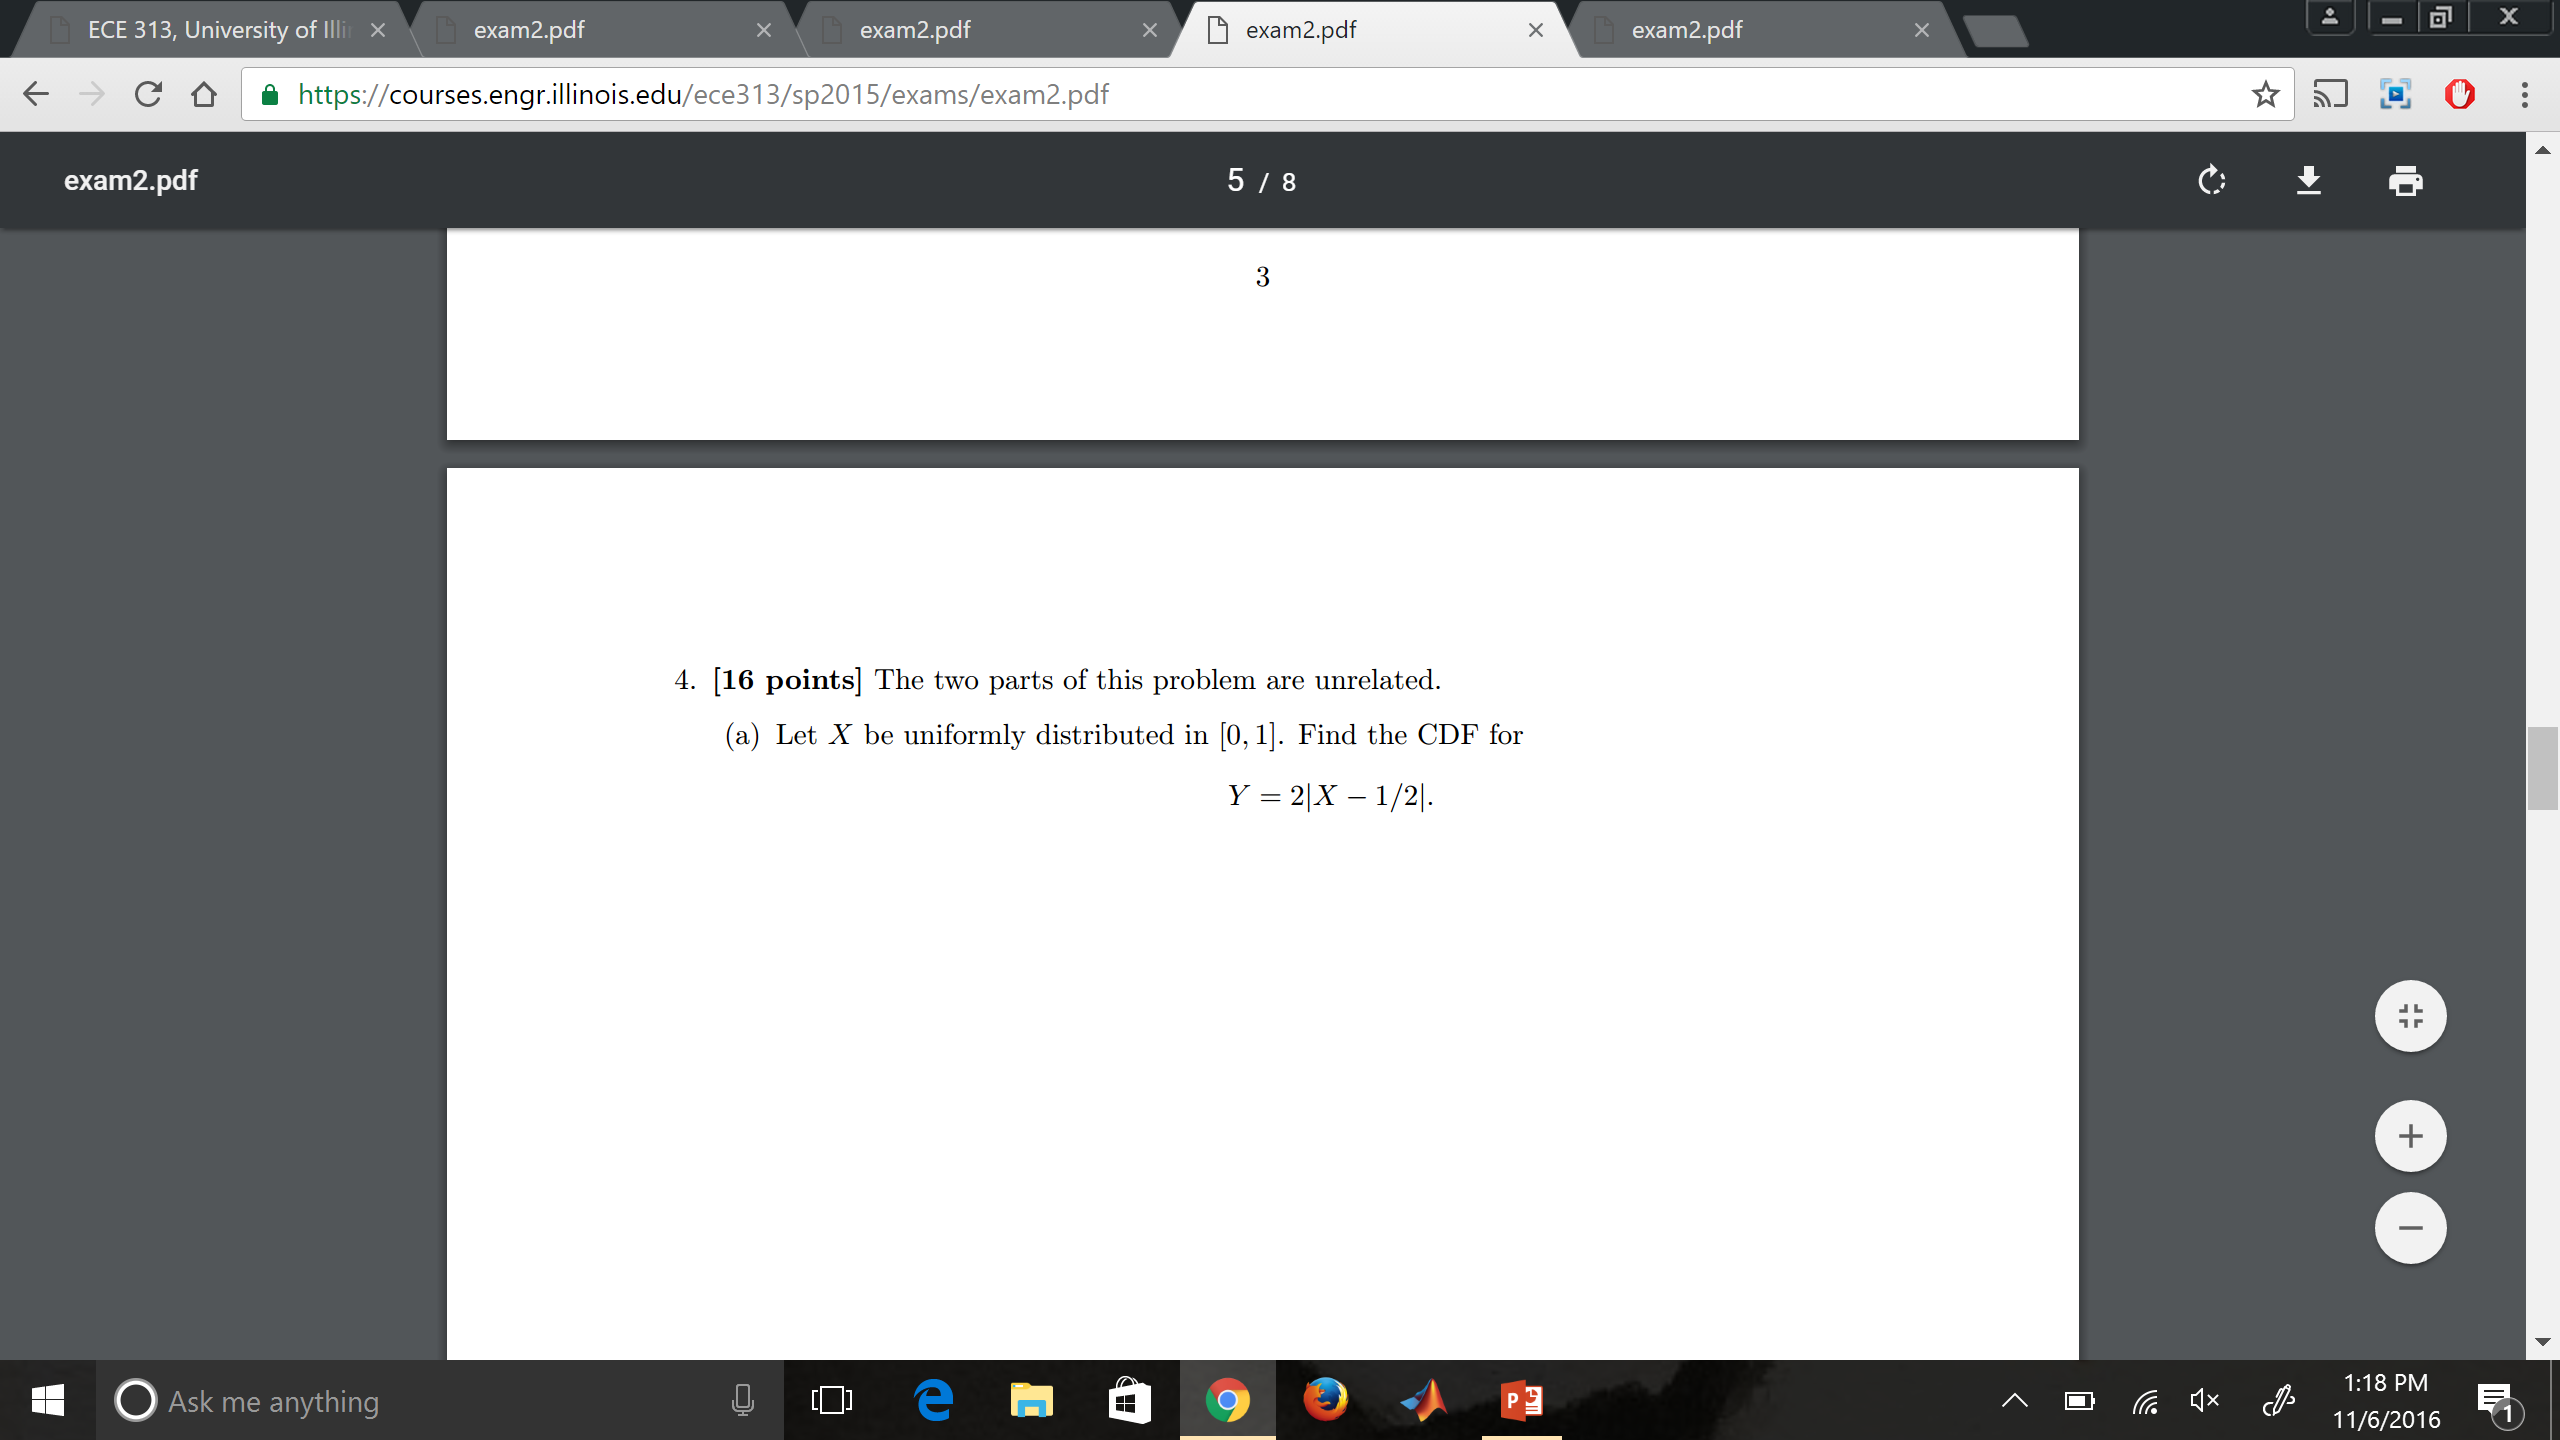 ECE 313, University of Illi
exam2.pdf
exam2.pdf
exam2.pdf
exam2.pdf
https://courses.engr.illinois.edu/ece313/sp2015/exams/exam2.pdf
exam2.pdf
5 / 8
3
4. [16 points] The two parts of this problem are unrelated.
(a) Let X be uniformly distributed in [0, 1]. Find the CDF for
Y = 2|X − 1/2|.
Ask me anything
1:18 PM
11/6/2016
1